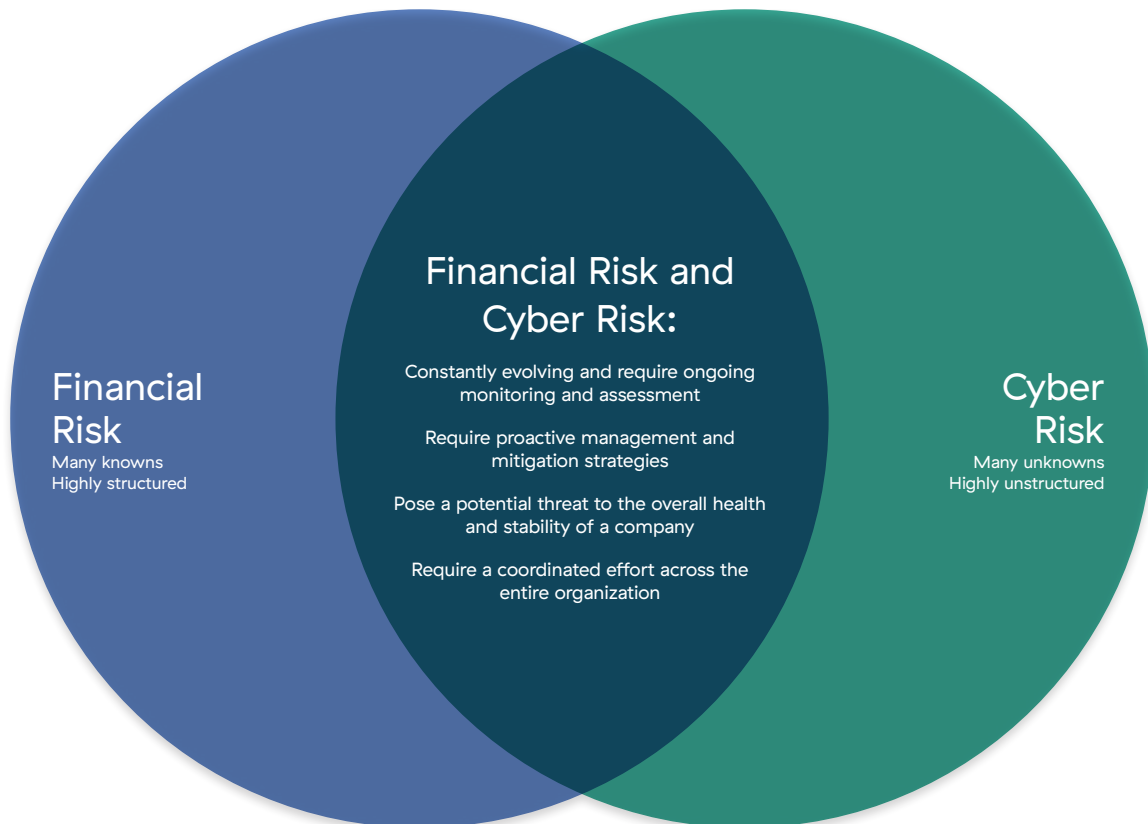 Financial
Risk
Many knowns
Highly structured
Financial Risk and
Cyber Risk:
Constantly evolving and require ongoing
monitoring and assessment
Require proactive management and
mitigation strategies
Pose a potential threat to the overall health
and stability of a company
Require a coordinated effort across the
entire organization
Cyber
Risk
Many unknowns
Highly unstructured